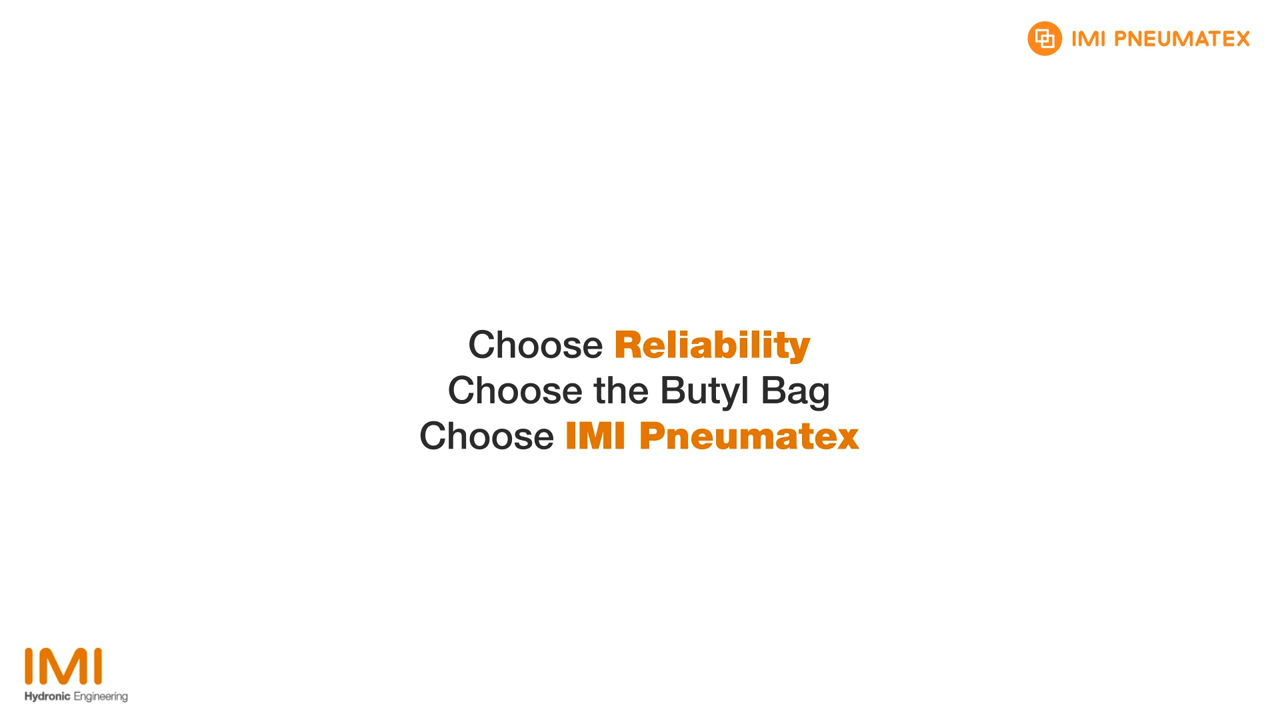 IMI PNEUMATEX
Choose Reliability
Choose the Butyl Bag
Choose IMI Pneumatex
IMI
Hydronic Engineering